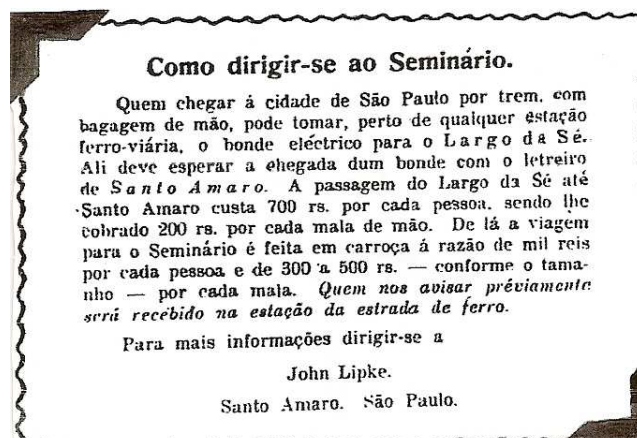 Como dirigir-se ao Seminário.
Quem chegar á cidade de São Paulo por trem, com
bagagem de mão, pode tomar, perto de qualquer estação
ferro-viária, o bonde eléctrico para o Largo da Sé.
Ali deve esperar a chegada dum bonde com o letreiro
de Santo Amaro. A passagem do Largo da Sé até
Santo Amaro custa 700 rs. por cada pessoa, sendo lhe
cobrado 200 rs. por cada mala de mão. De lá a viagem
para o Seminário é feita em carroça á razão de mil reis
por cada pessoa e de 300 a 500 rs. — conforme o tama-
nho — por cada mala. Quem nos avisar préviamente
será recebido na estação da estrada de ferro.
Para mais informações dirigir-se a
John Lipke.
Santo Amaro. São Paulo.